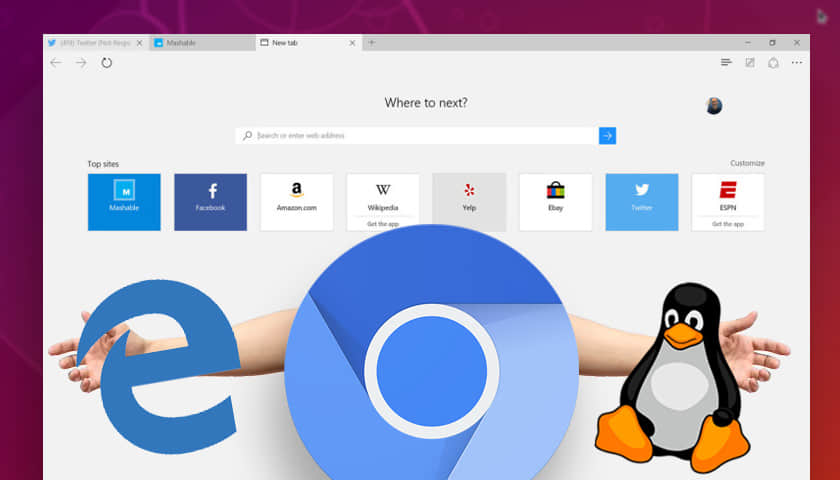 (419) Twitter (Not Respo
Mashable
New tab
Where to next?
Search or enter web address
Top sites
Customize
M
Mashable
f
Facebook
a
Amazon.com
W
Wikipedia
Get the app
Yelp
Ebay
Twitter
E
ESPN
Get the app
e